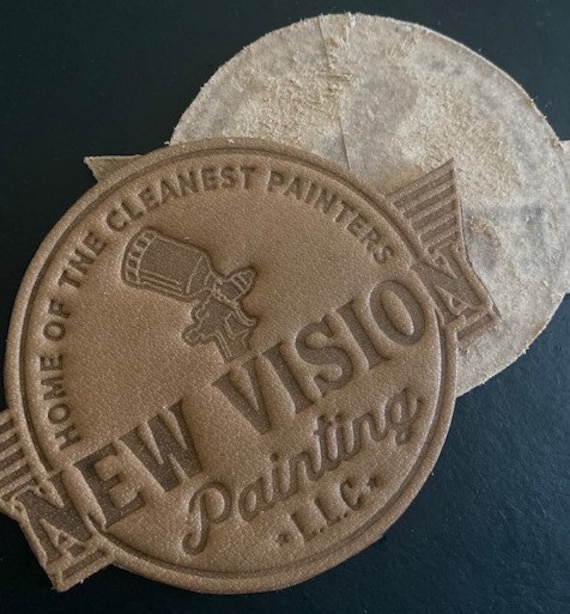 HOME OF THE CLEANEST PAINTERS
NEW VISION
Painting
L.L.C.